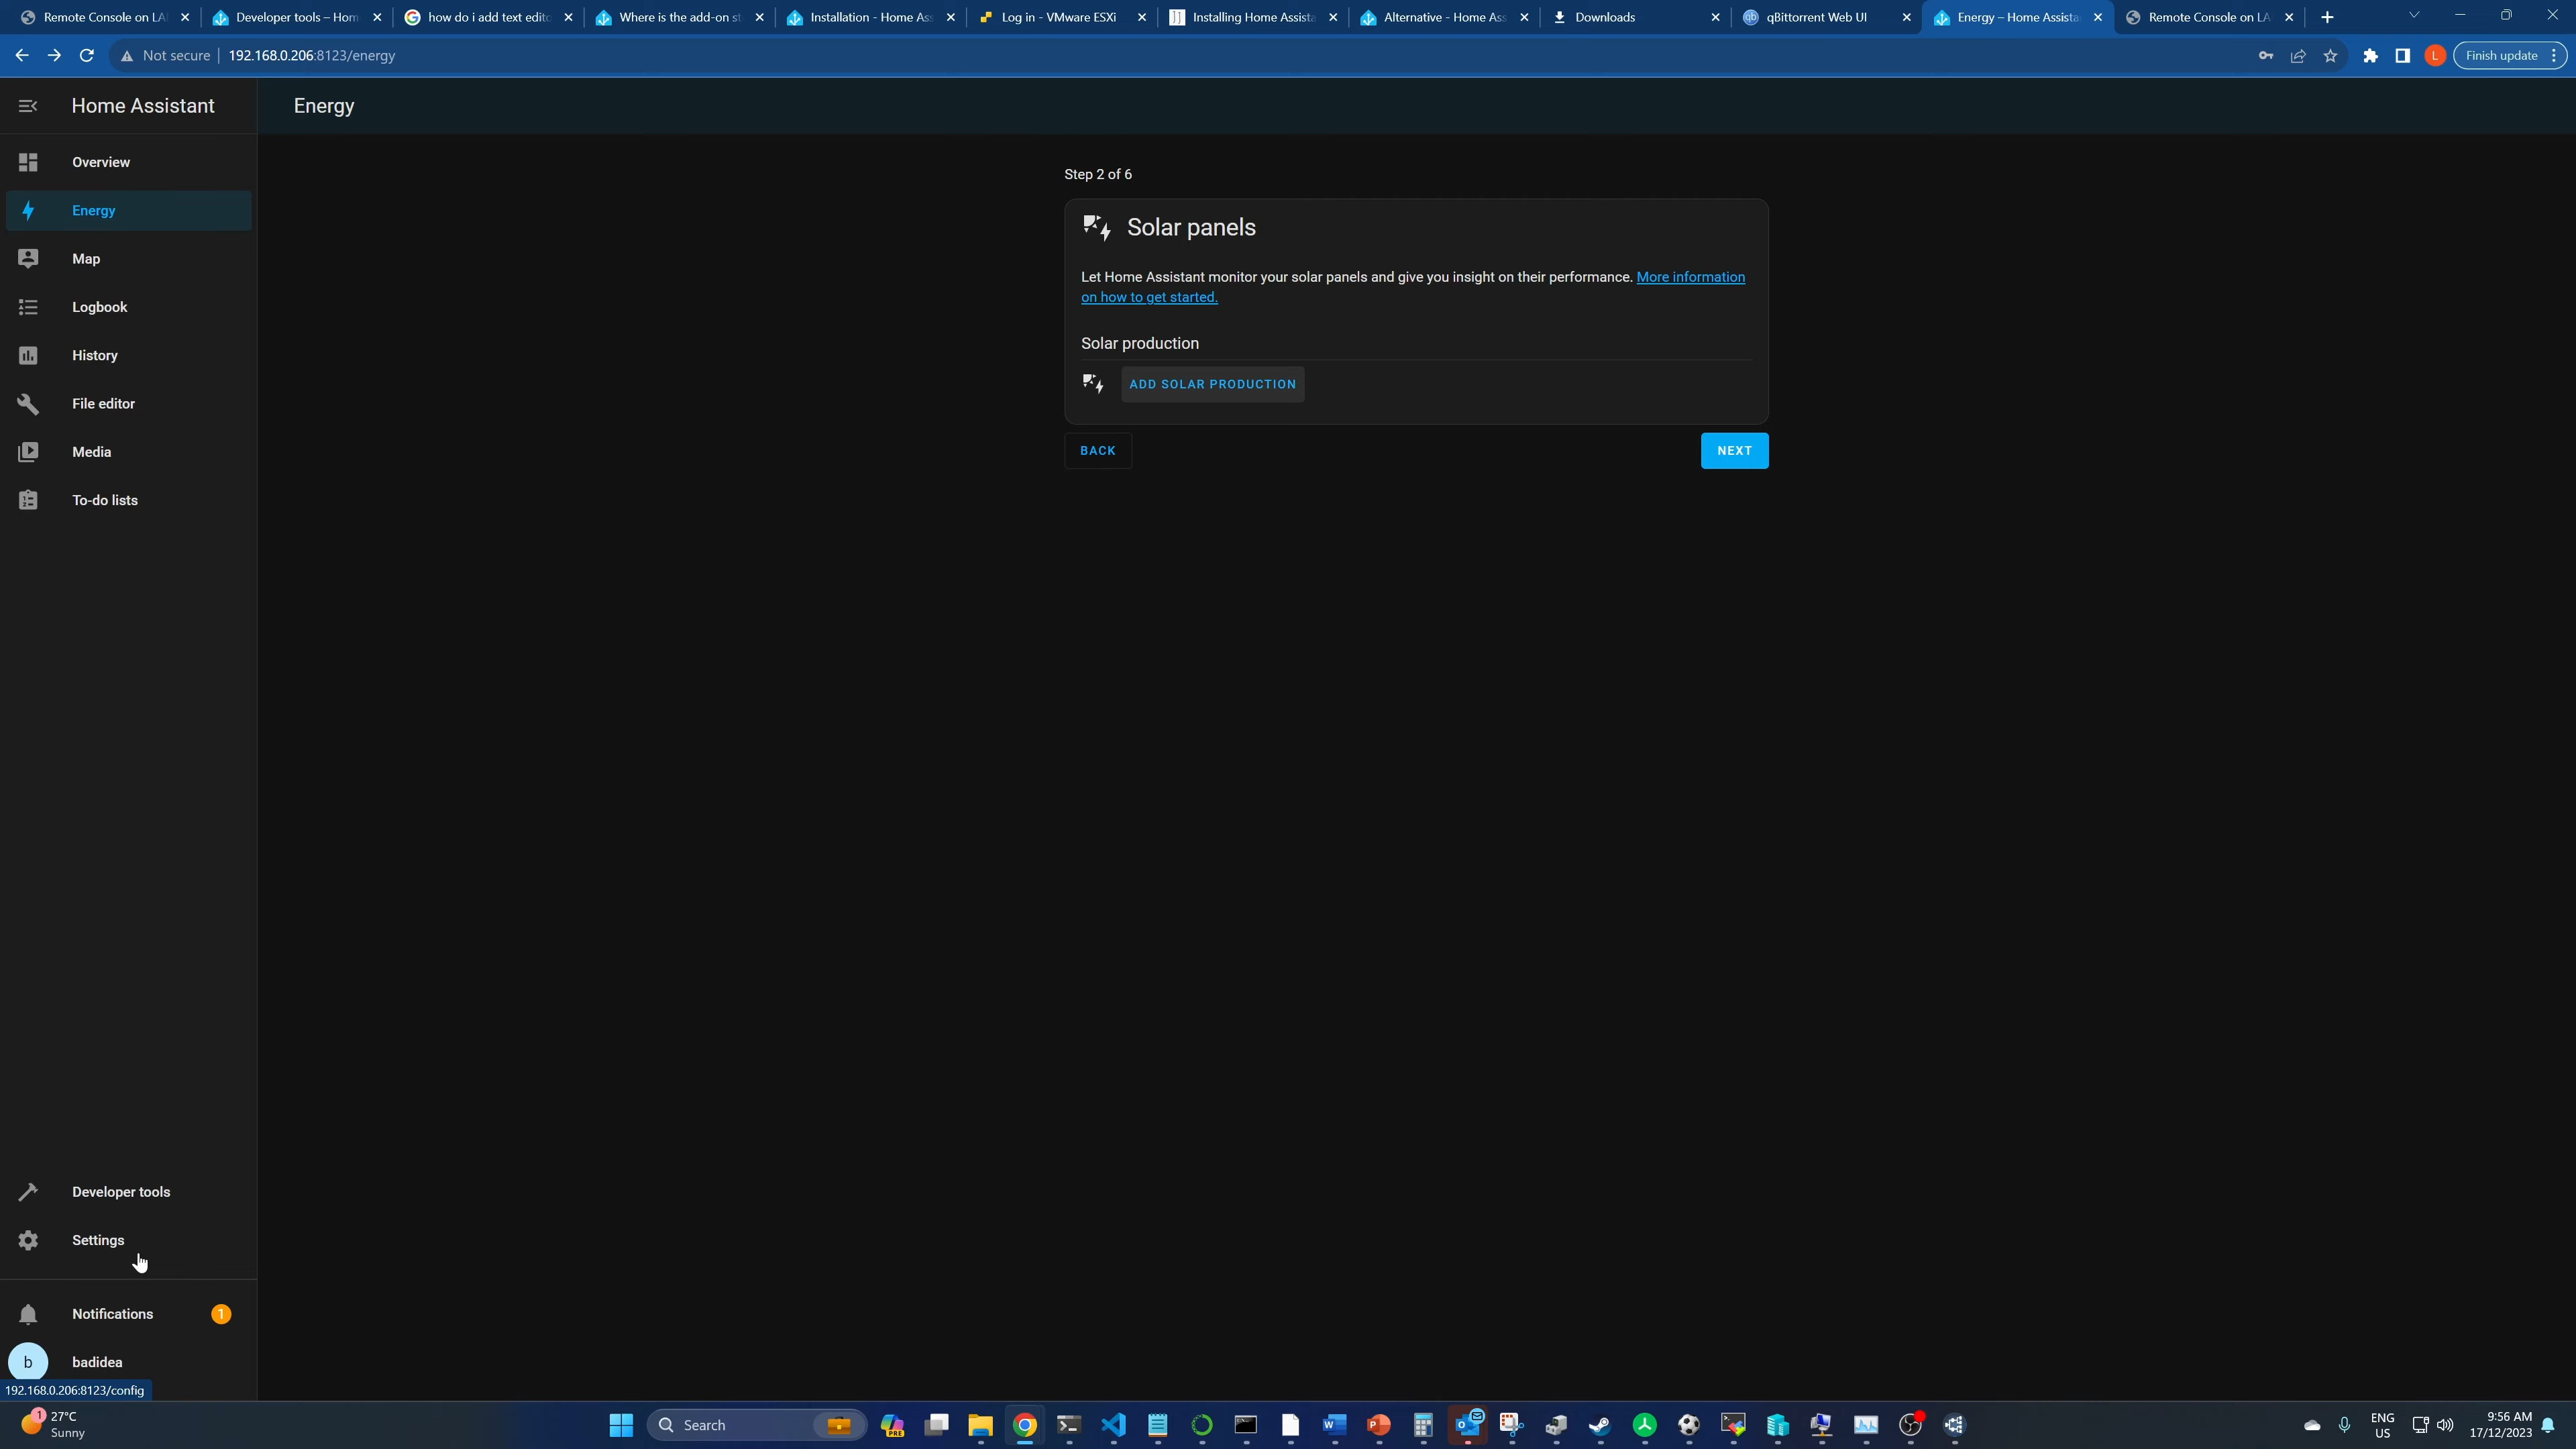 Remote Console on LA
Developer tools – Hom
how do i add text edito
Where is the add-on st
Installation - Home Ass
Log in - VMware ESXi
Installing Home Assista
Alternative - Home Ass
Downloads
qBittorrent Web UI
Energy – Home Assista
Remote Console on LA
Not secure
192.168.0.206:8123/energy
L
Finish update
Home Assistant
Energy
Overview
Energy
Map
Logbook
History
File editor
Media
To-do lists
Step 2 of 6
Solar panels
Let Home Assistant monitor your solar panels and give you insight on their performance. More information
on how to get started.
Solar production
ADD SOLAR PRODUCTION
BACK
NEXT
Developer tools
Settings
Notifications
1
b
badidea
192.168.0.206:8123/config
1
27°C
Sunny
Search
PRE
ENG
US
9:56 AM
17/12/2023